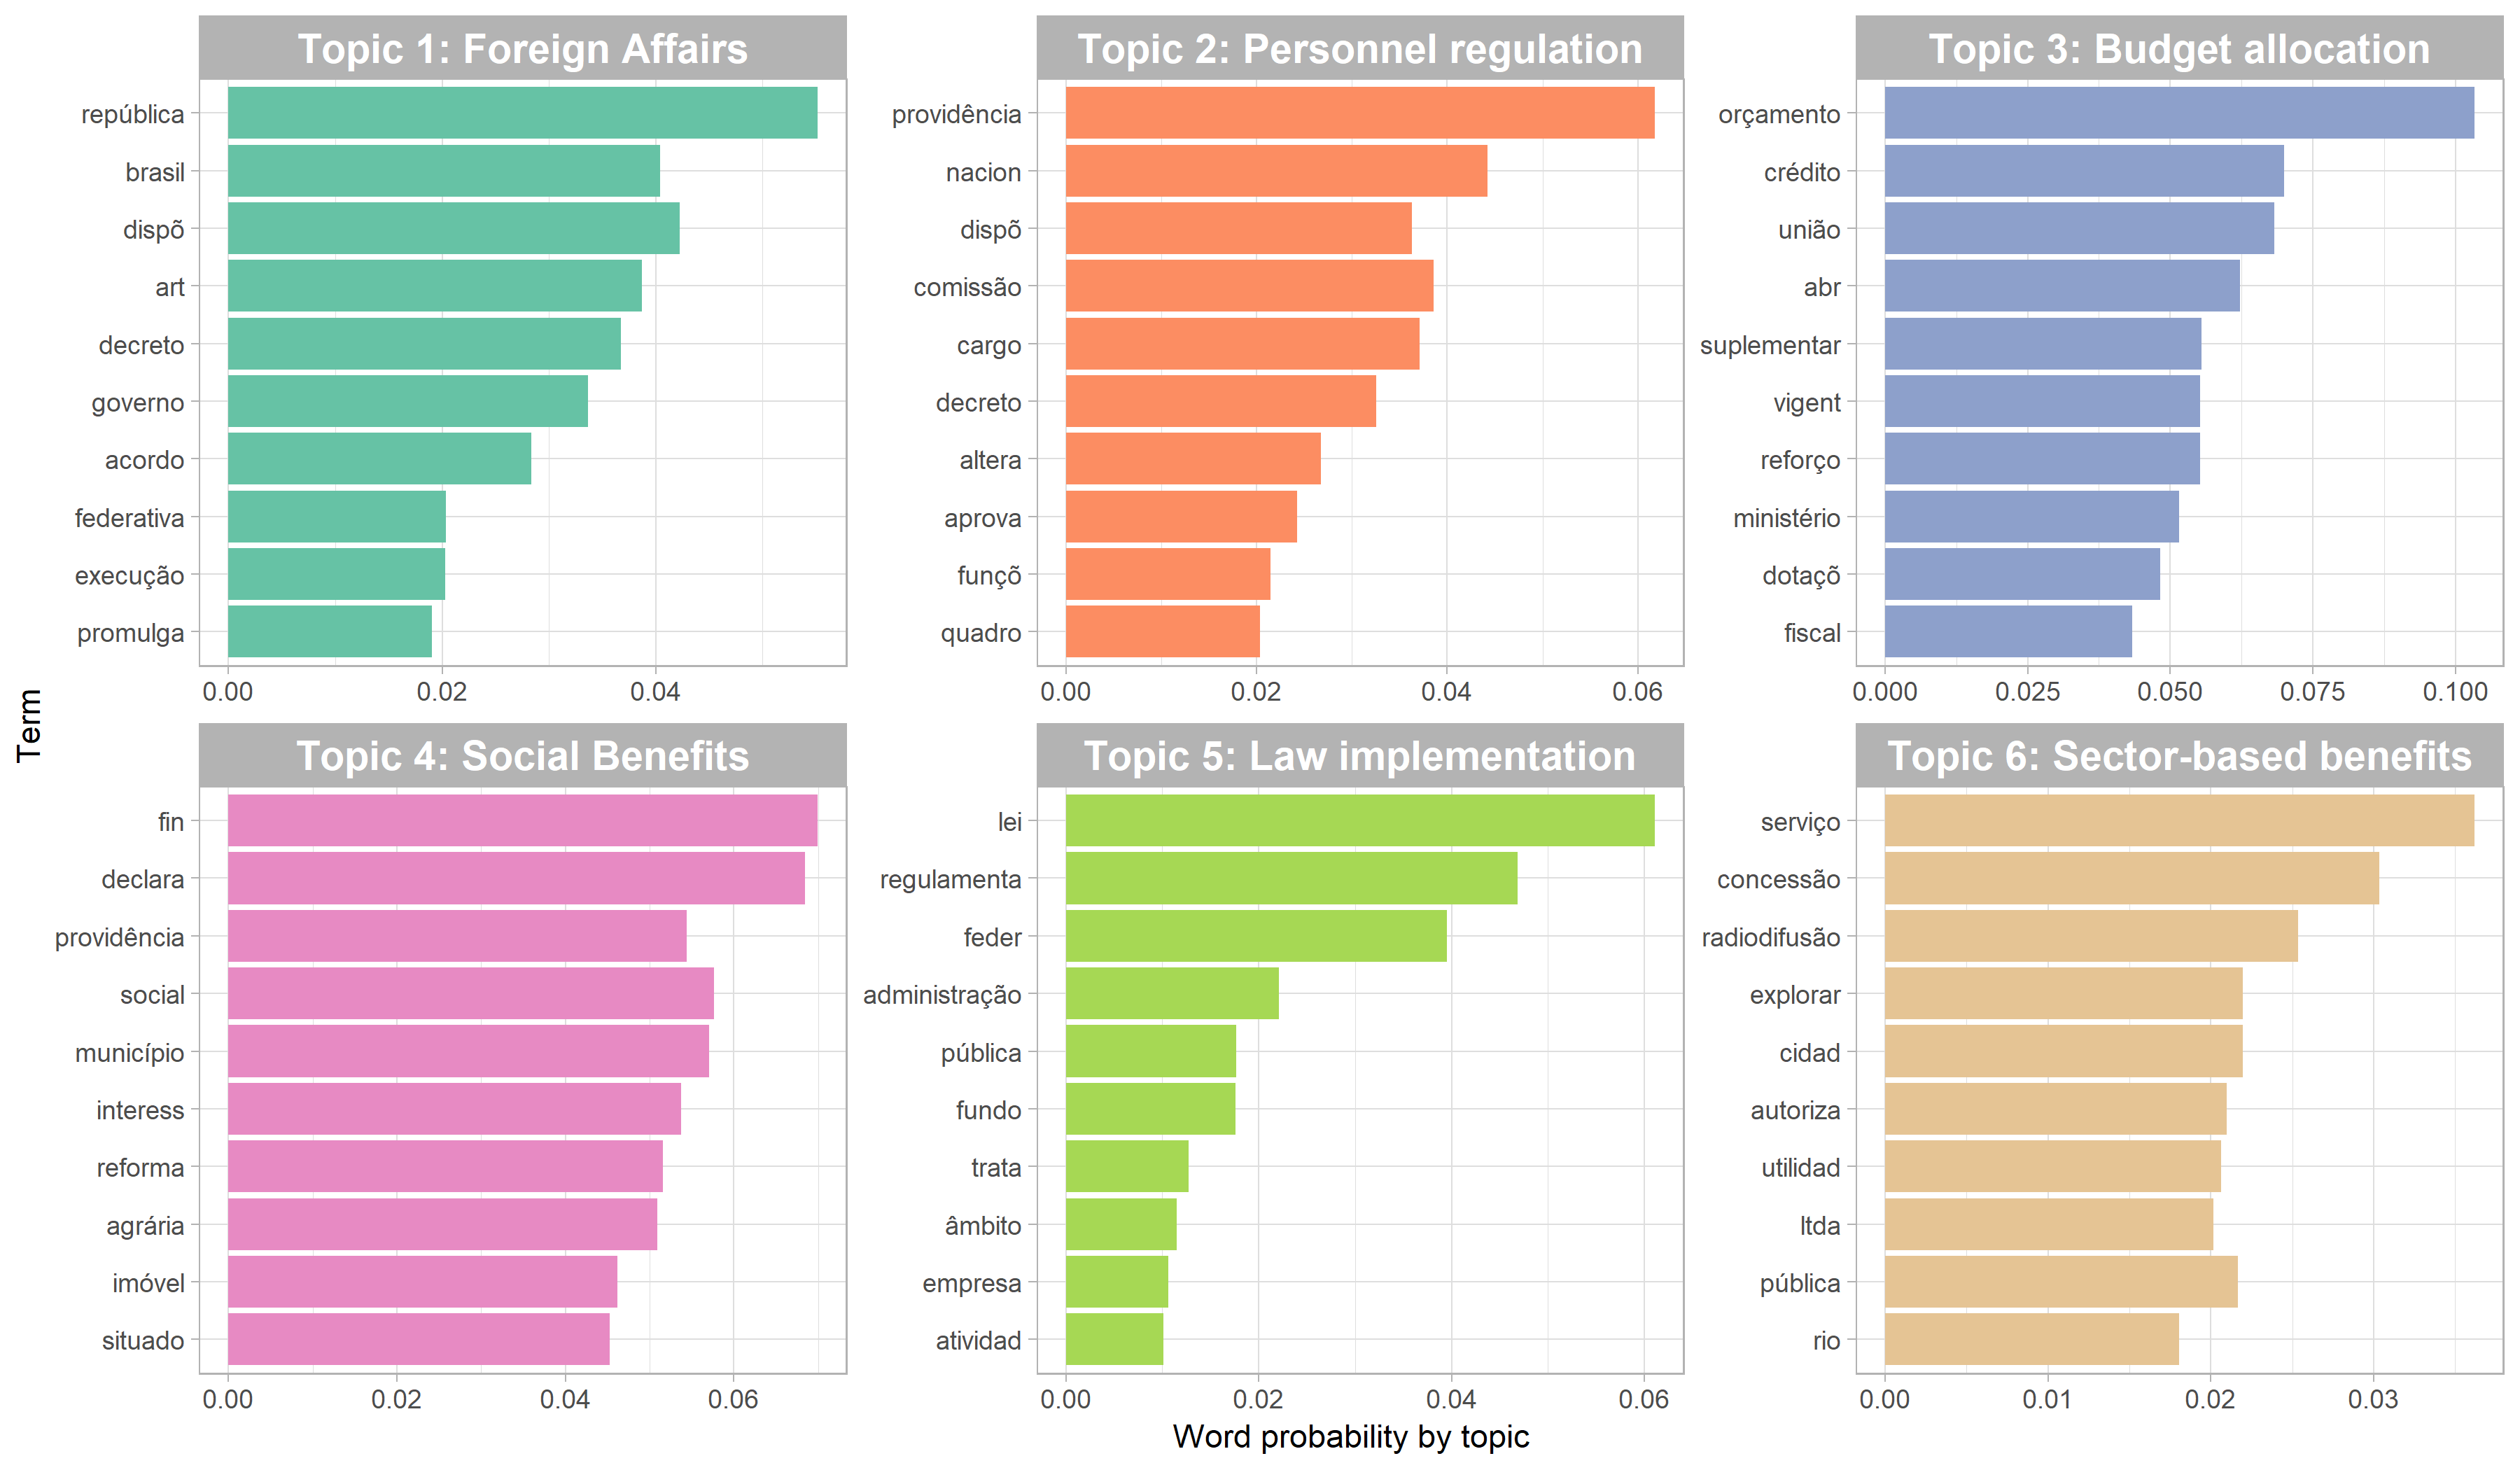 Topic 1: Foreign Affairs
república
brasil
dispõ
art
decreto
governo
acordo
federativa
execução
promulga
0.00 0.02 0.04
Topic 2: Personnel regulation
providência
nacion
dispõ
comissão
cargo
decreto
altera
aprova
funçõ
quadro
0.00 0.02 0.04 0.06
Topic 3: Budget allocation
orçamento
crédito
união
abr
suplementar
vigent
reforço
ministério
dotaçõ
fiscal
0.000 0.025 0.050 0.075 0.100
Topic 4: Social Benefits
fin
declara
providência
social
município
interess
reforma
agrária
imóvel
situado
0.00 0.02 0.04 0.06
Topic 5: Law implementation
lei
regulamenta
feder
administração
pública
fundo
trata
âmbito
empresa
atividad
0.00 0.02 0.04 0.06
Topic 6: Sector-based benefits
serviço
concessão
radiodifusão
explorar
cidad
autoriza
utilidad
ltda
pública
rio
0.00 0.01 0.02 0.03
Term
Word probability by topic